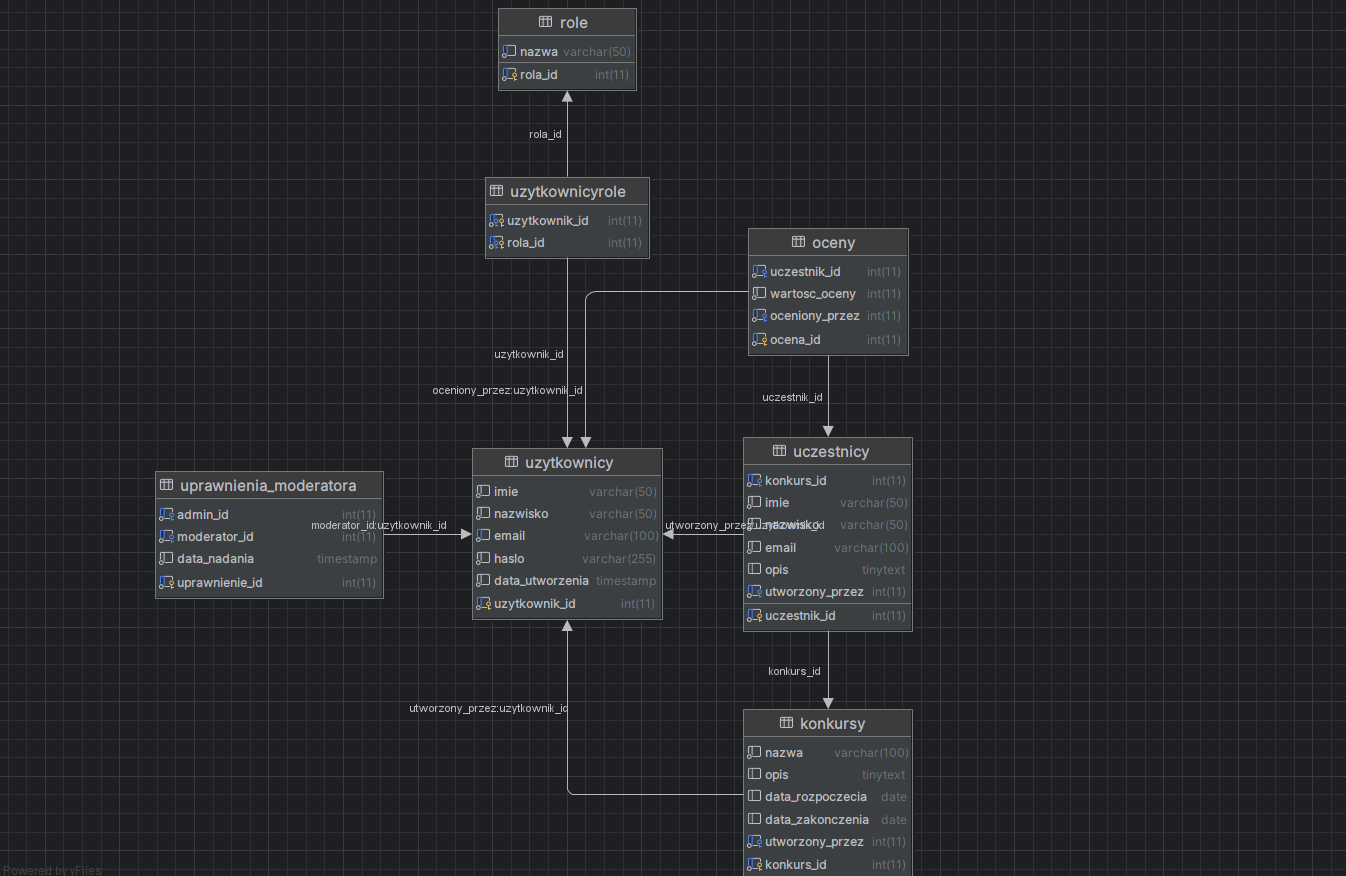 role
nazwa varchar(50)
rola_id int(11)
rola_id
uzytkownicyrole
uzytkownik_id int(11)
rola_id int(11)
oceny
uczestnik_id int(11)
wartosc_oceny int(11)
oceniony_przez int(11)
ocena_id int(11)
uzytkownik_id
oceniony_przez:uzytkownik_id
uczestnik_id
uprawnienia_moderatora
admin_id int(11)
moderator_id int(11)
data_nadania timestamp
uprawnienie_id int(11)
moderator_id:uzytkownik_id
uzytkownicy
imie varchar(50)
nazwisko varchar(50)
email varchar(100)
haslo varchar(255)
data_utworzenia timestamp
uzytkownik_id int(11)
utworzony_przez:uzytkownik_id
uczestnicy
konkurs_id int(11)
imie varchar(50)
nazwisko varchar(50)
email varchar(100)
opis tinytext
utworzony_przez int(11)
uczestnik_id int(11)
konkurs_id
utworzony_przez:uzytkownik_id
konkursy
nazwa varchar(100)
opis tinytext
data_rozpoczecia date
data_zakonczenia date
utworzony_przez int(11)
konkurs_id int(11)
Powered by yFiles